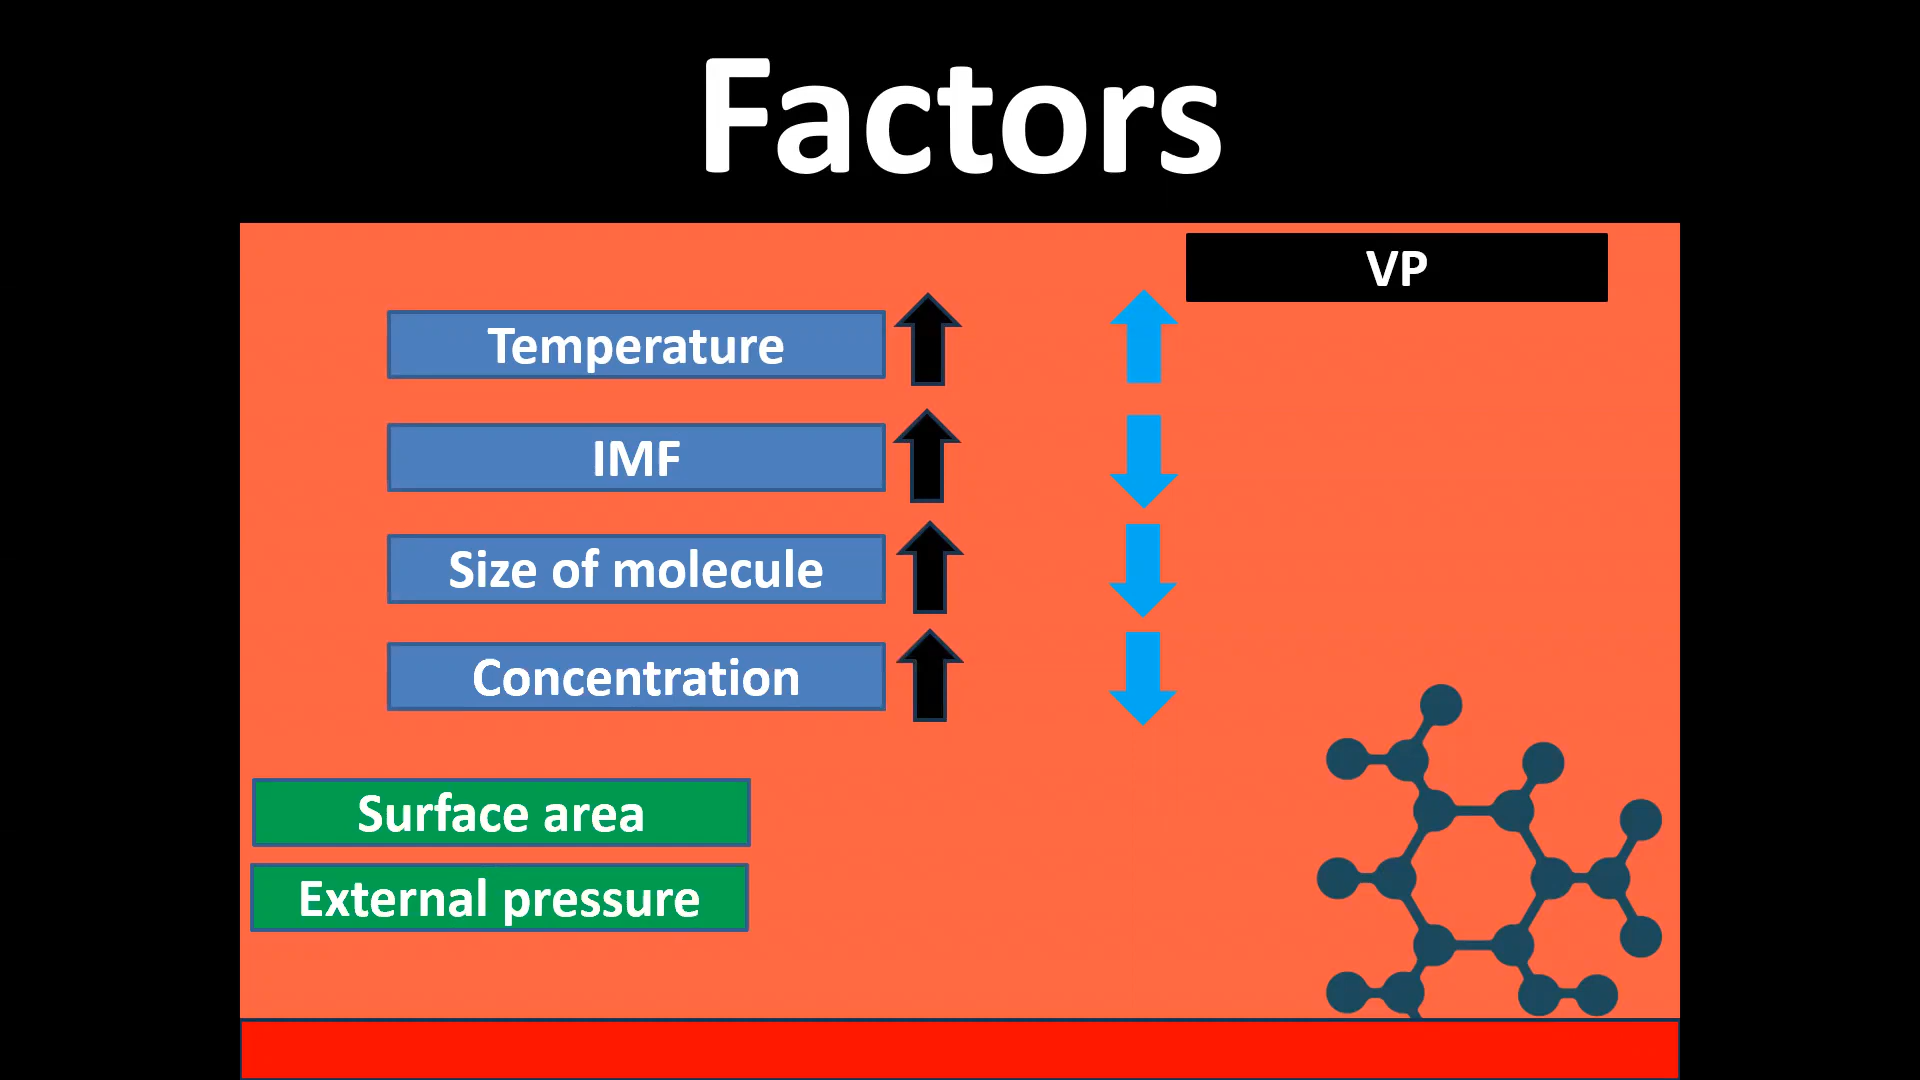 Factors
VP
Temperature
IMF
Size of molecule
Concentration
Surface area
External pressure